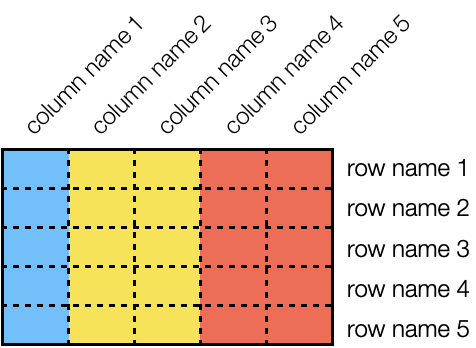 column name 1
column name 2
column name 3
column name 4
column name 5
row name 1
row name 2
row name 3
row name 4
row name 5